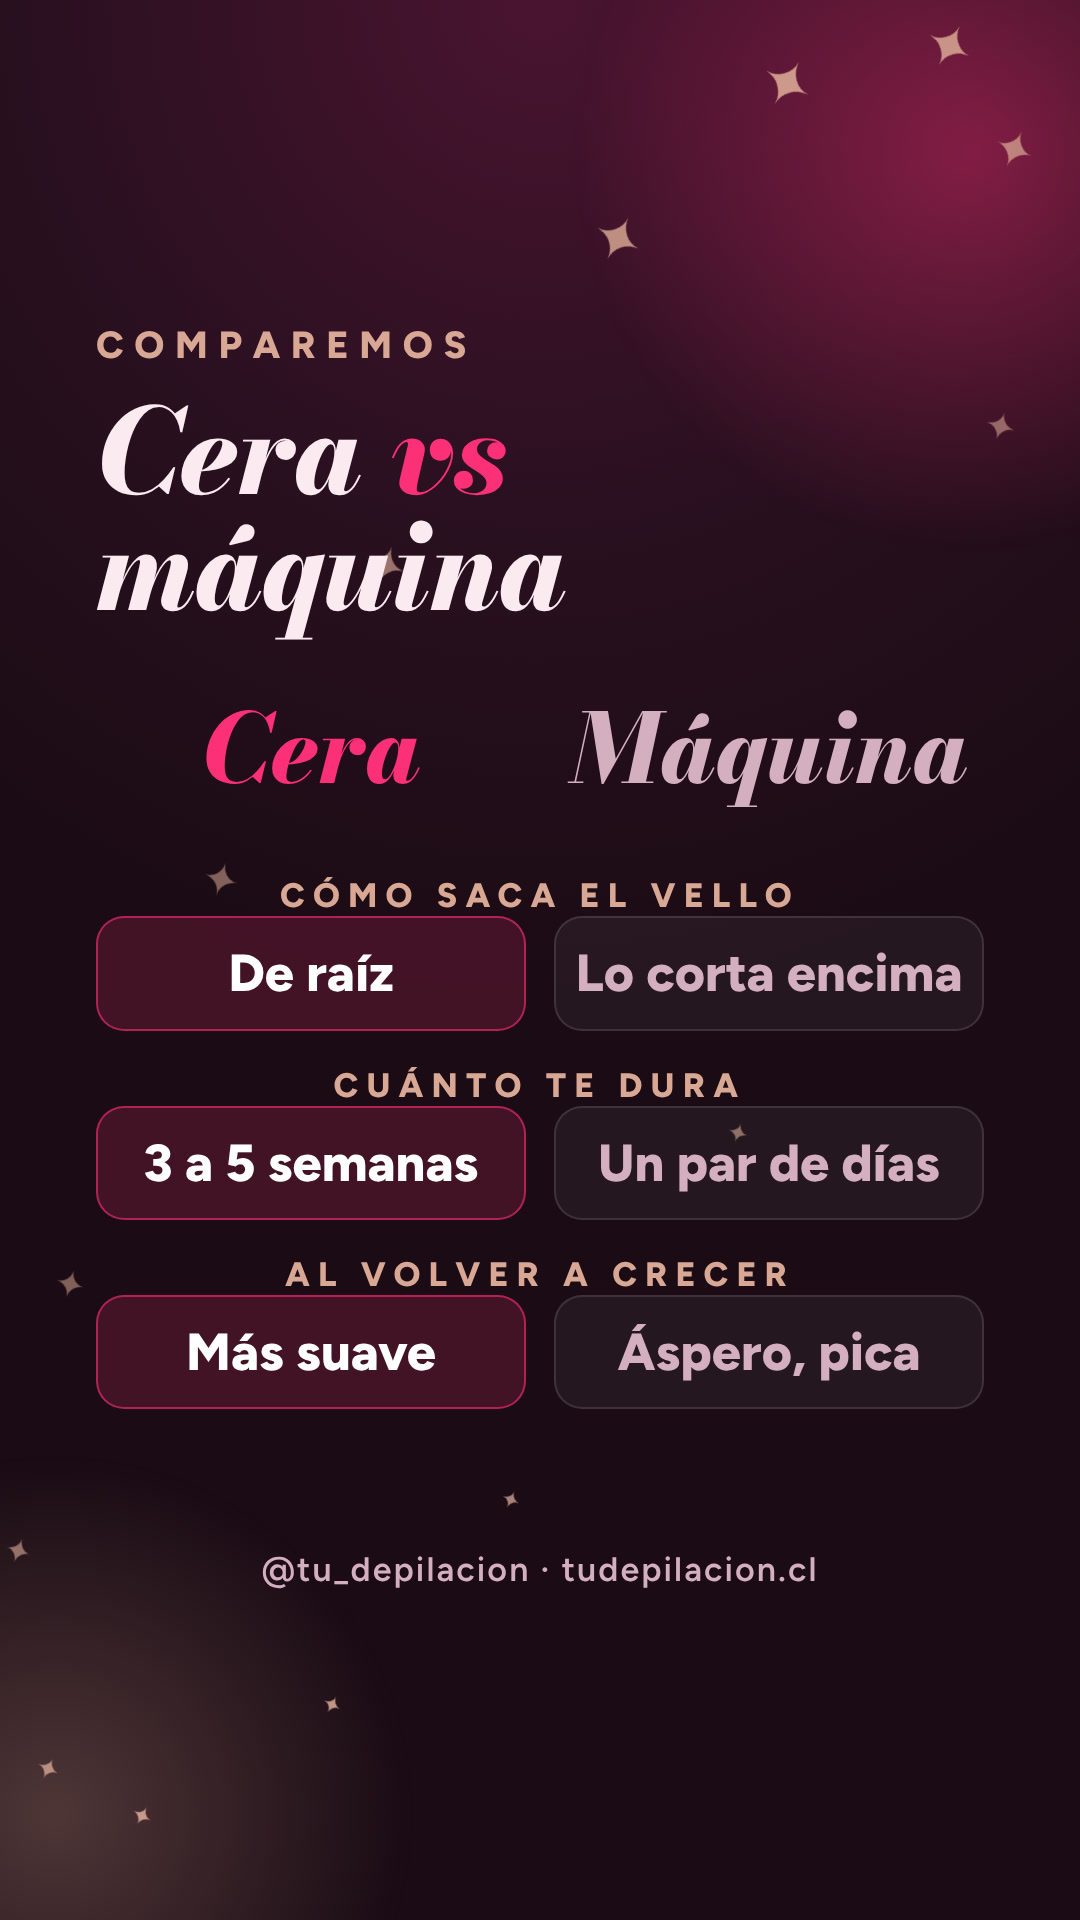 COMPAREMOS
Cera vs
máquina
Cera Máquina
CÓMO SACA EL VELLO
De raíz Lo corta encima
CUÁNTO TE DURA
3 a 5 semanas Un par de días
AL VOLVER A CRECER
Más suave Áspero, pica
@tu_depilacion · tudepilacion.cl